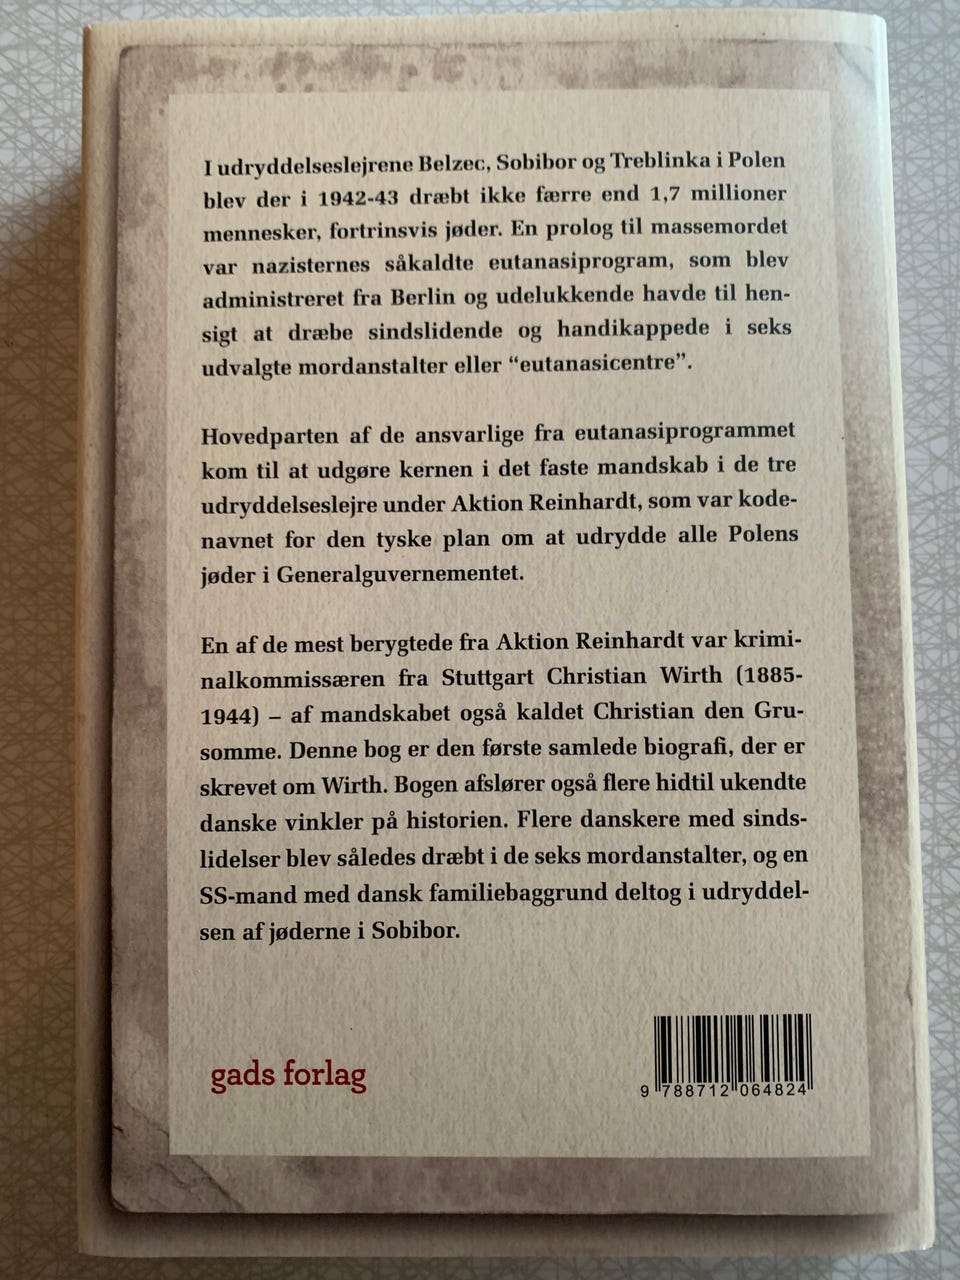 I udryddelseslejrene Belzec, Sobibor og Treblinka i Polen
blev der i 1942-43 dræbt ikke færre end 1,7 millioner
mennesker, fortrinsvis jøder. En prolog til massemordet
var nazisternes såkaldte eutanasiprogram, som blev
administreret fra Berlin og udelukkende havde til hen-
sigt at dræbe sindslidende og handikappede i seks
udvalgte mordanstalter eller “eutanasicentre”.
Hovedparten af de ansvarlige fra eutanasiprogrammet
kom til at udgøre kernen i det faste mandskab i de tre
udryddelseslejre under Aktion Reinhardt, som var kode-
navnet for den tyske plan om at udrydde alle Polens
jøder i Generalguvernementet.
En af de mest berygtede fra Aktion Reinhardt var krimi-
nalkommissæren fra Stuttgart Christian Wirth (1885-
1944) – af mandskabet også kaldet Christian den Gru-
somme. Denne bog er den første samlede biografi, der er
skrevet om Wirth. Bogen afslører også flere hidtil ukendte
danske vinkler på historien. Flere danskere med sinds-
lidelser blev således dræbt i de seks mordanstalter, og en
SS-mand med dansk familiebaggrund deltog i udryddel-
sen af jøderne i Sobibor.
gads forlag
9 788712 064824